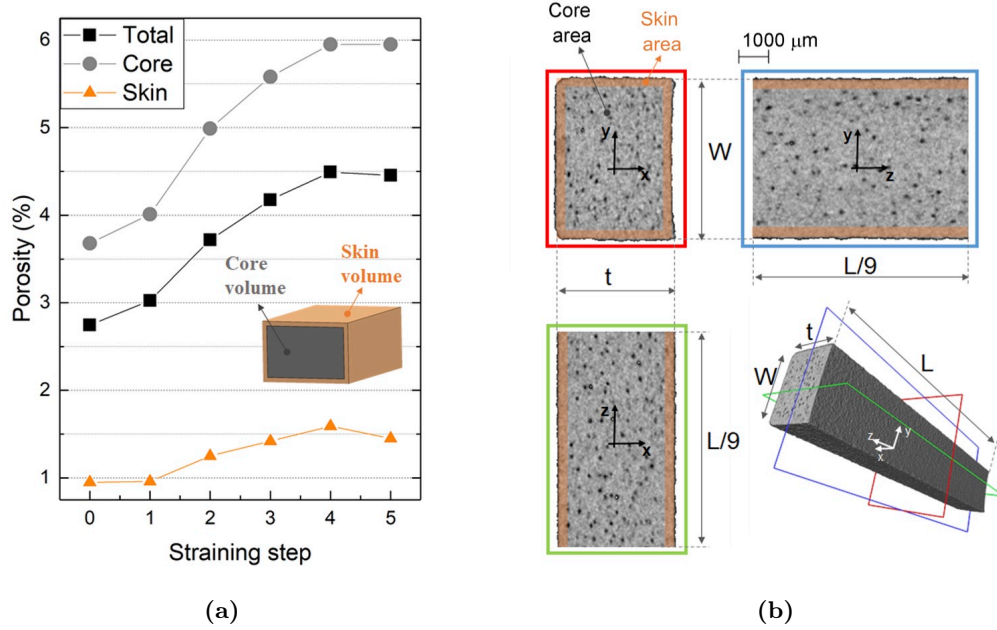 Total
Core
Skin
6
5
4
3
2
1
Porosity (%)
Core
volume
Skin
volume
0
1
2
3
4
5
Straining step
(a)
Core
area
Skin
area
1000 μm
y
x
W
y
z
t
L/9
z
x
L/9
t
W
L
y
z
x
(b)